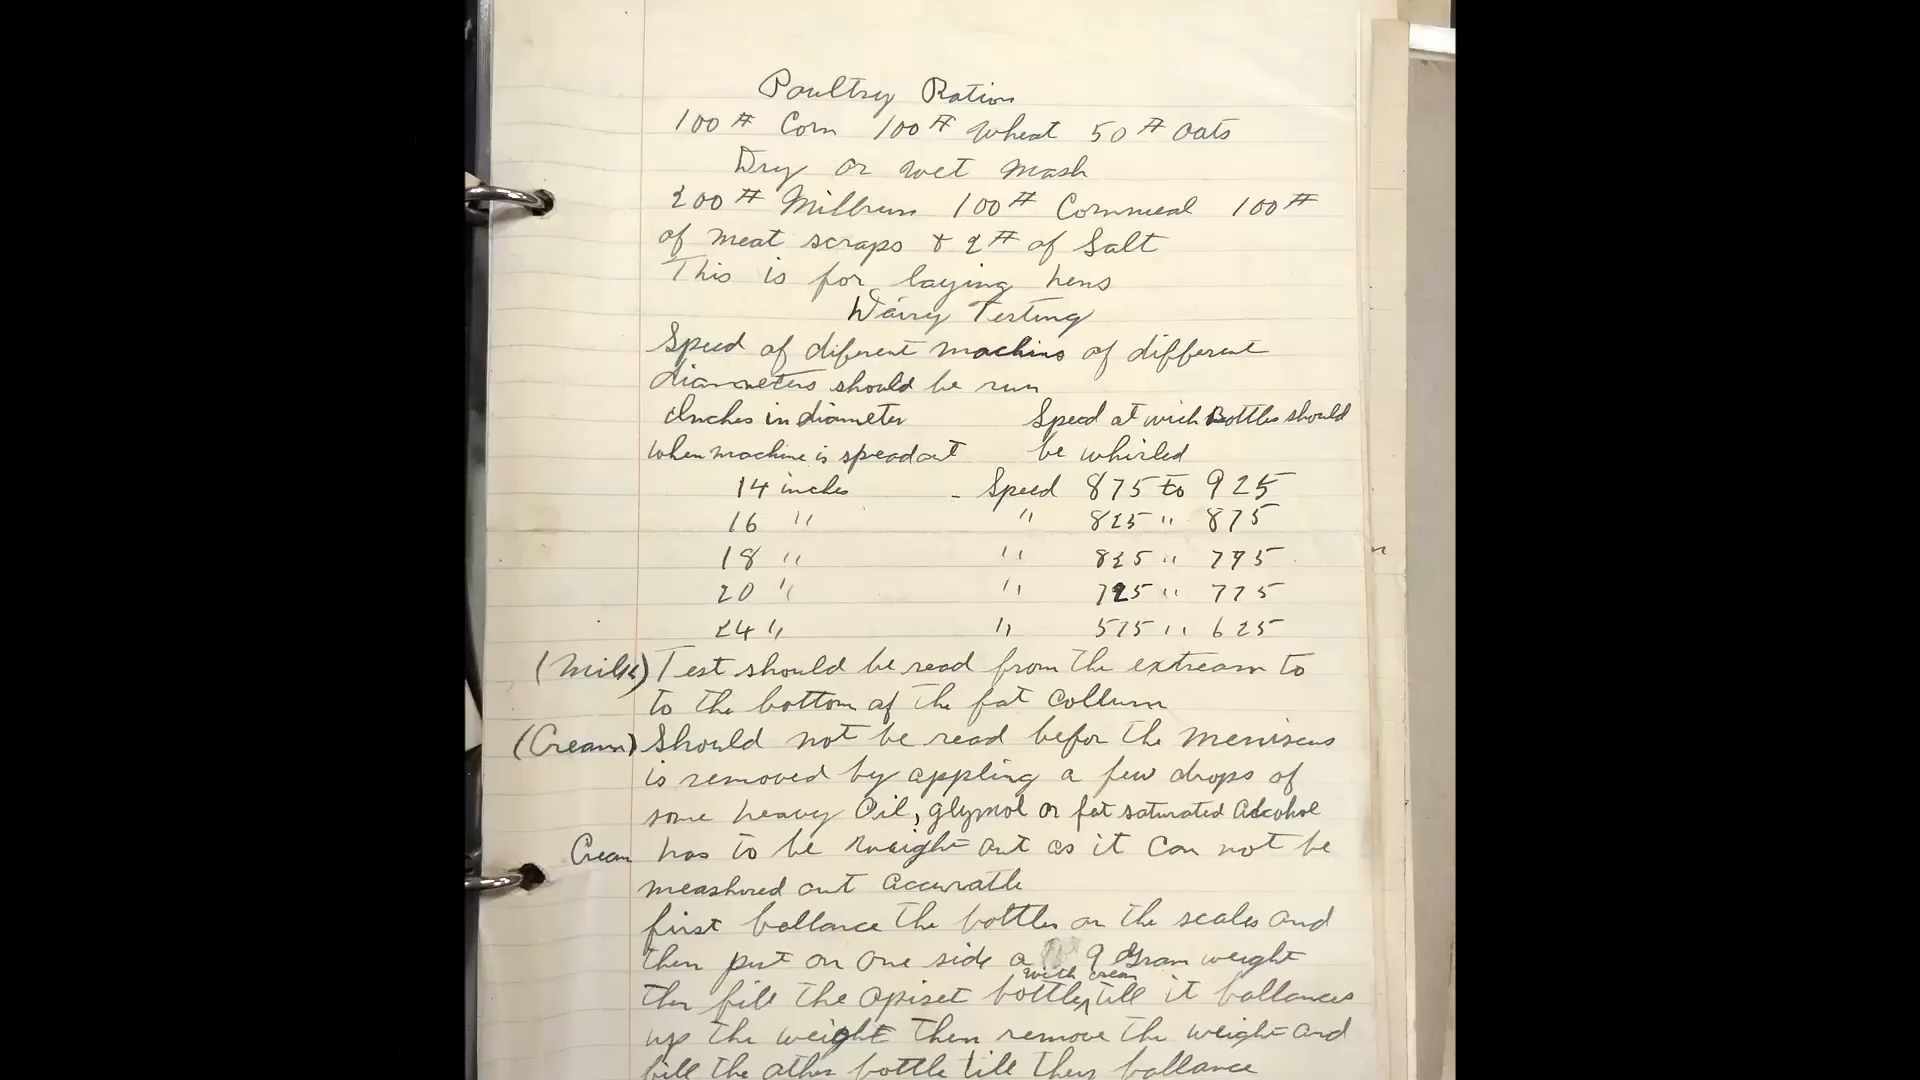 Poultry Ration
100 # Corn 100 # Wheat 50 # oats
Dry or wet mash
200 # Millrun 100 # Cornmeal 100 #
of meat scraps & 2 # of Salt
This is for laying hens
Dairy Testing
Speed of diferent machins of different
diameters should be run
Inches in diameter Speed at wich Bottles should
when machine is spread out be whirled
14 inches - Speed 875 to 925
16 " " 825 " 875
18 " " 825 " 795
20 " " 725 " 775
24 " " 575 " 625
(Milk) Test should be read from the extream to
to the bottom of the fat Collum
(Cream) Should not be read befor the Meniscus
is removed by appling a few drops of
some heavy Oil, glymol or fat saturated Alcohol
Cream has to be weight out as it Can not be
meashured out accuratle
first ballance the bottles on the scales and
then put on one side a 9 Gram weight
with cream
then fill the opiset bottle till it ballances
up the weight then remove the weight and
fill the other bottle till they ballance